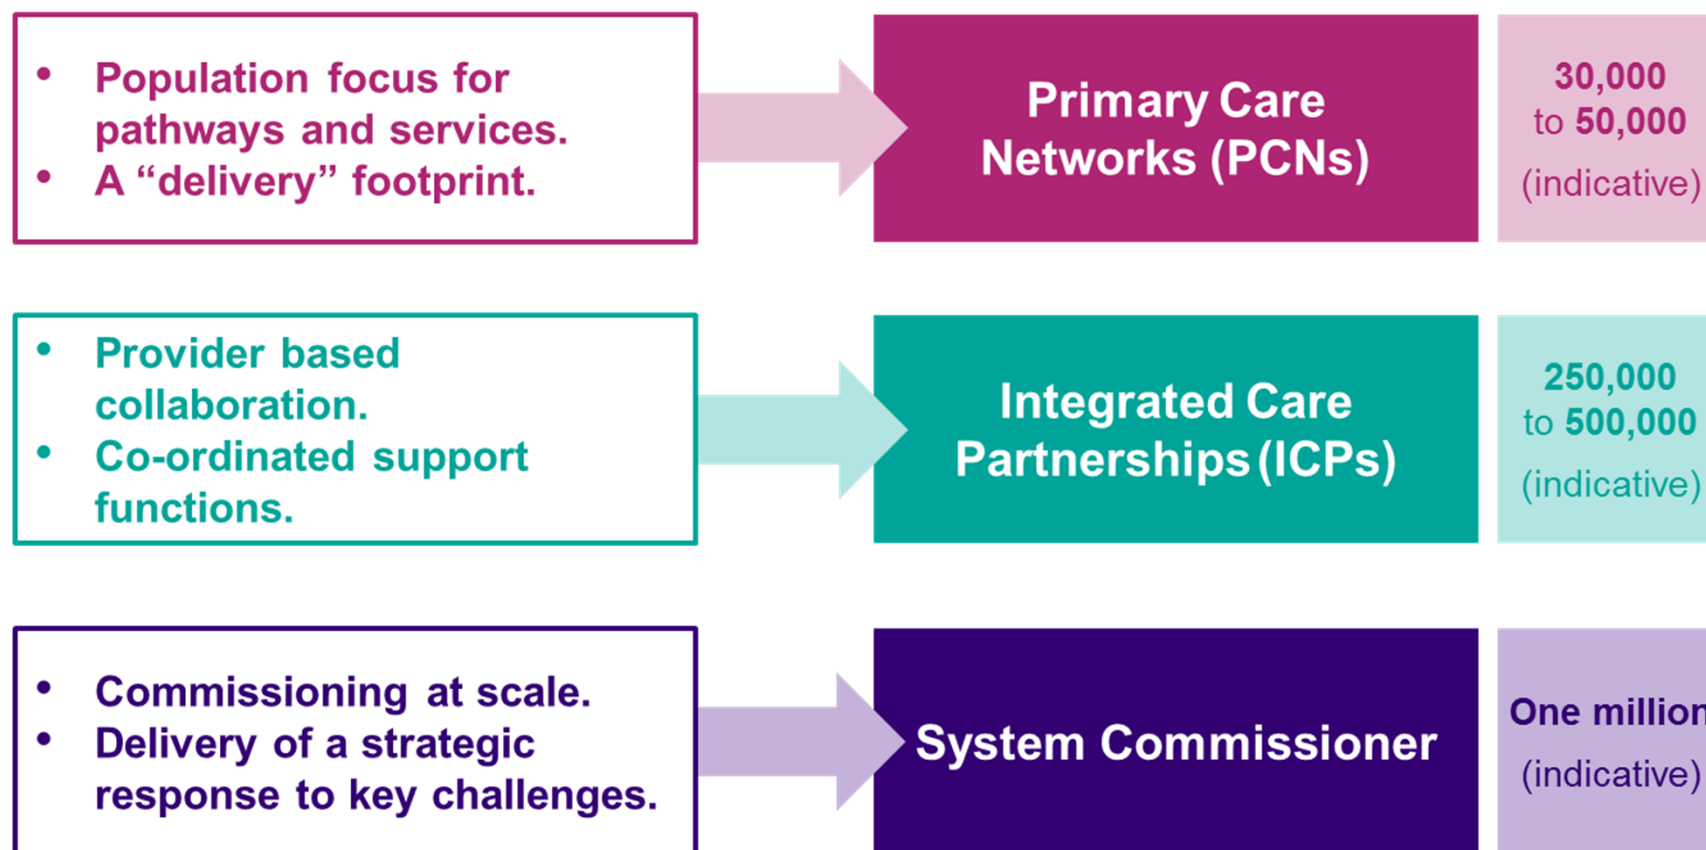 • Population focus for
pathways and services.
• A “delivery” footprint.
Primary Care
Networks (PCNs)
30,000
to 50,000
(indicative)
• Provider based
collaboration.
• Co-ordinated support
functions.
Integrated Care
Partnerships (ICPs)
250,000
to 500,000
(indicative)
• Commissioning at scale.
• Delivery of a strategic
response to key challenges.
System Commissioner
One million
(indicative)